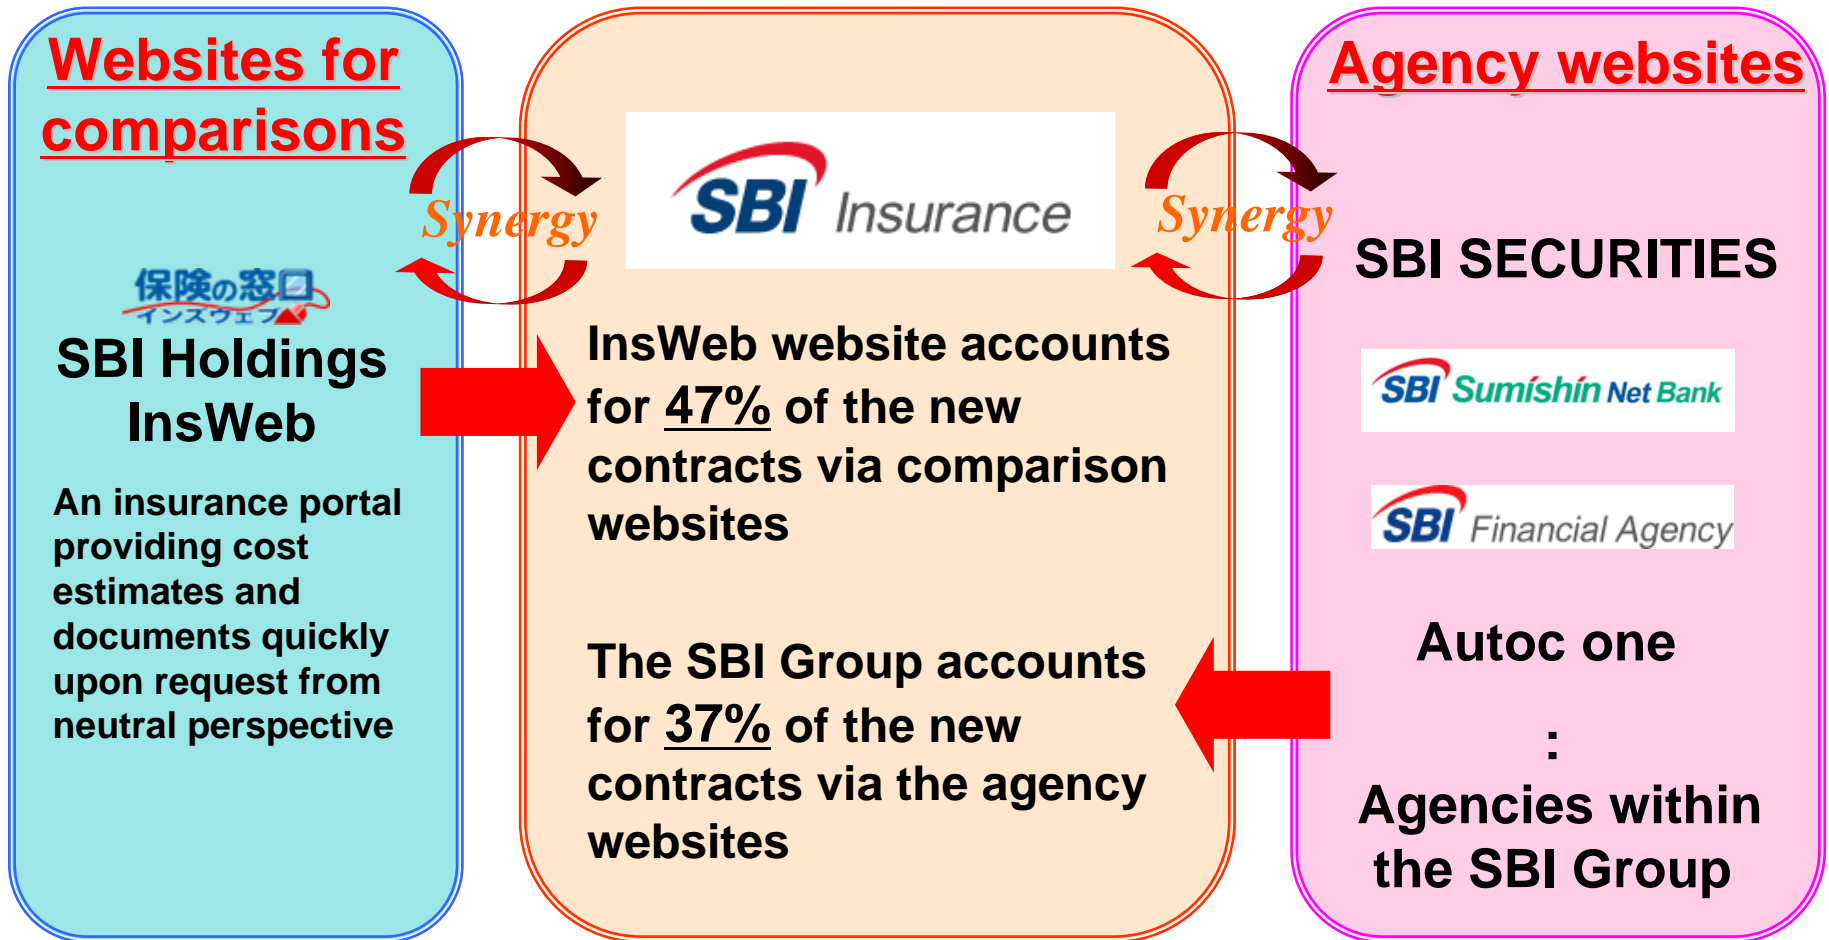 Websites for
comparisons
Synergy
保険の窓口
インズウェブ
SBI Holdings
InsWeb
An insurance portal
providing cost
estimates and
documents quickly
upon request from
neutral perspective
SBI Insurance
InsWeb website accounts
for 47% of the new
contracts via comparison
websites
The SBI Group accounts
for 37% of the new
contracts via the agency
websites
Synergy
Agency websites
SBI SECURITIES
SBI Sumishin Net Bank
SBI Financial Agency
Autoc one
:
Agencies within
the SBI Group